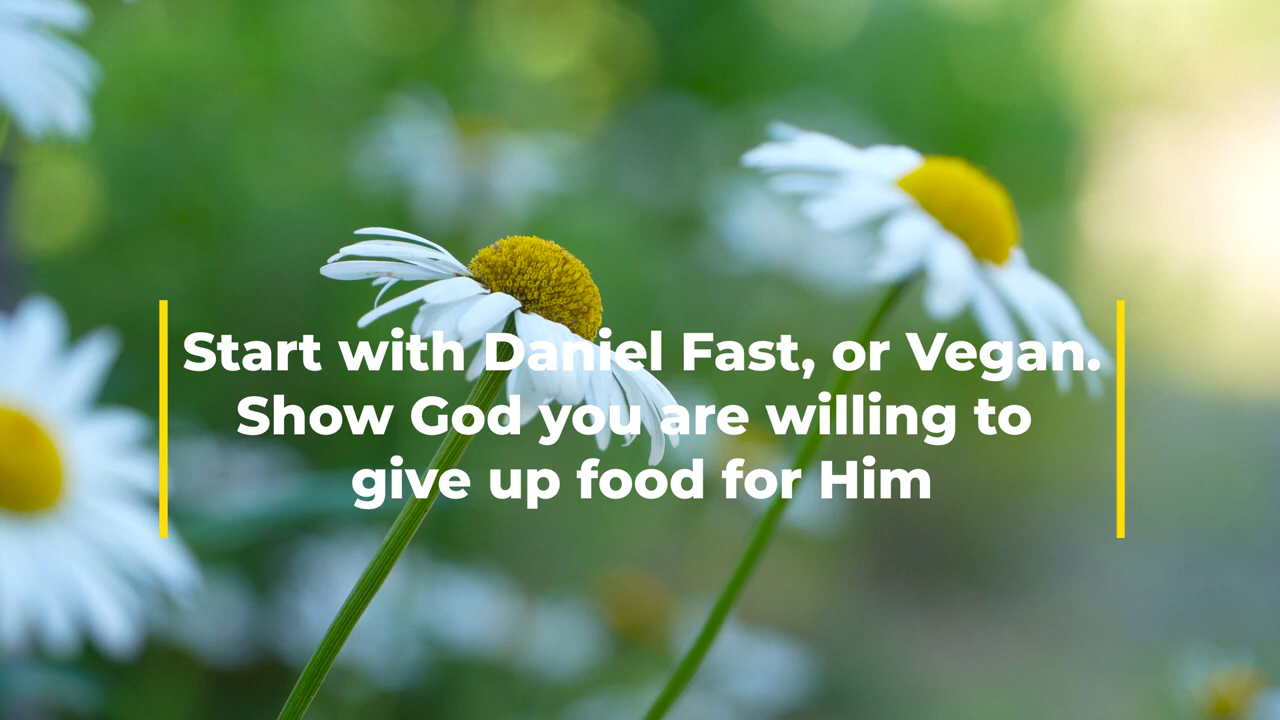 Start with Daniel Fast, or Vegan.
Show God you are willing to
give up food for Him